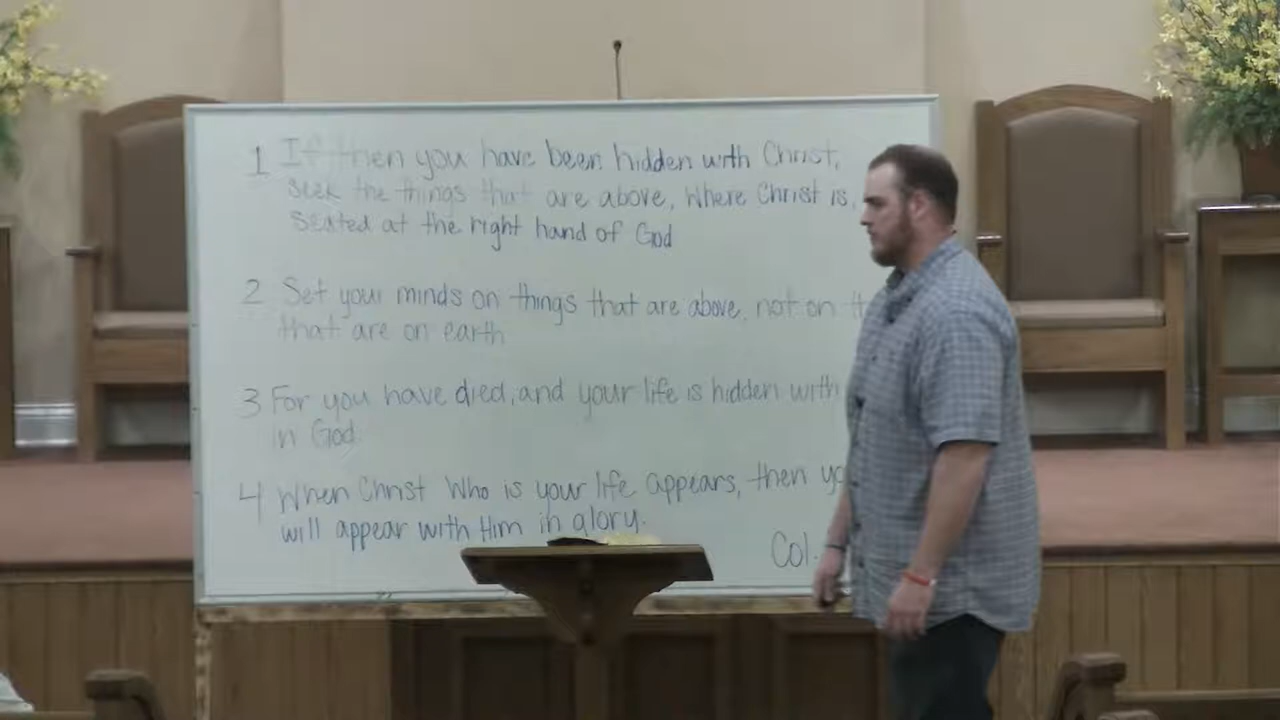 1 If then you have been hidden with Christ,
seek the things that are above, where Christ is,
seated at the right hand of God
2 Set your minds on things that are above, not on th
that are on earth
3 For you have died, and your life is hidden with
in God.
4 When Christ Who is your life appears, then yo
will appear with Him in glory.
Col.